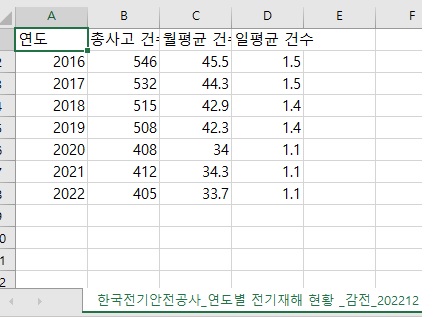 A B C D E F
연도 총사고 건수 월평균 건수 일평균 건수
2 2016 546 45.5 1.5
3 2017 532 44.3 1.5
4 2018 515 42.9 1.4
5 2019 508 42.3 1.4
6 2020 408 34 1.1
7 2021 412 34.3 1.1
8 2022 405 33.7 1.1
9
10
11
12
한국전기안전공사_연도별 전기재해 현황 _감전_202212